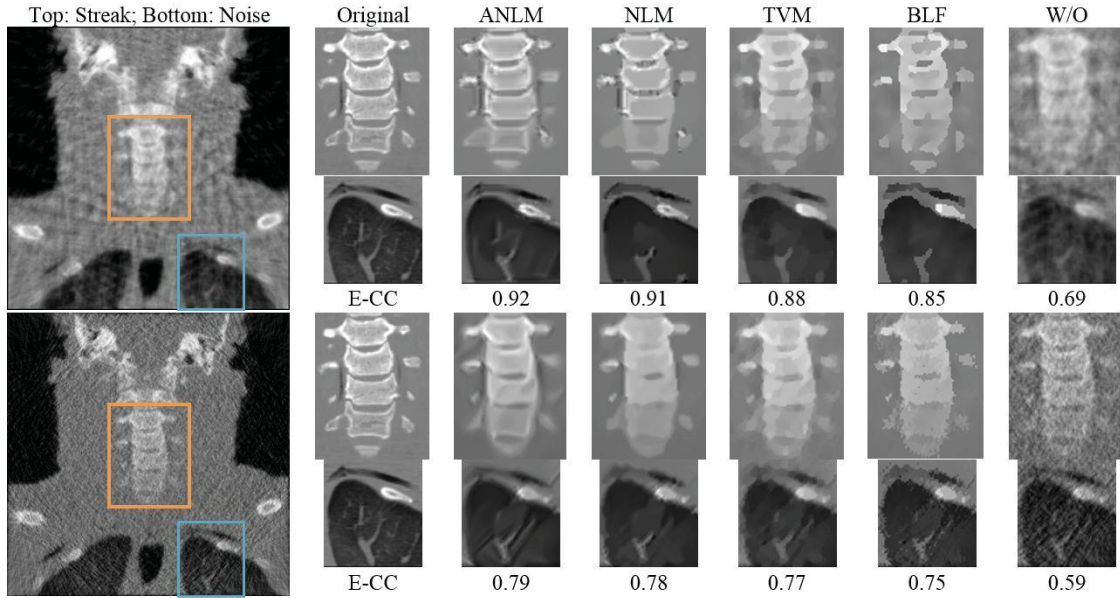 Top: Streak; Bottom: Noise Original ANLM NLM TVM BLF W/O
E-CC 0.92 0.91 0.88 0.85 0.69
E-CC 0.79 0.78 0.77 0.75 0.59